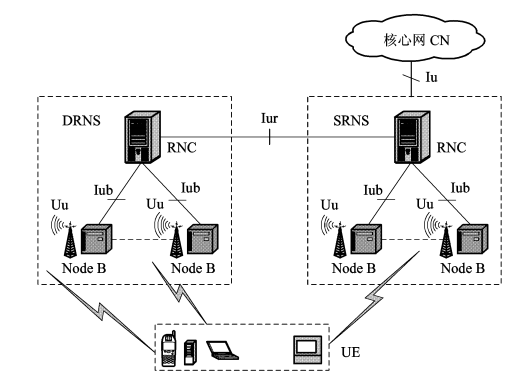 核心网 CN
Iu
DRNS
Iur
SRNS
RNC
RNC
Iub
Iub
Iub
Iub
Uu
Uu
Uu
Uu
Node B
Node B
Node B
Node B
UE